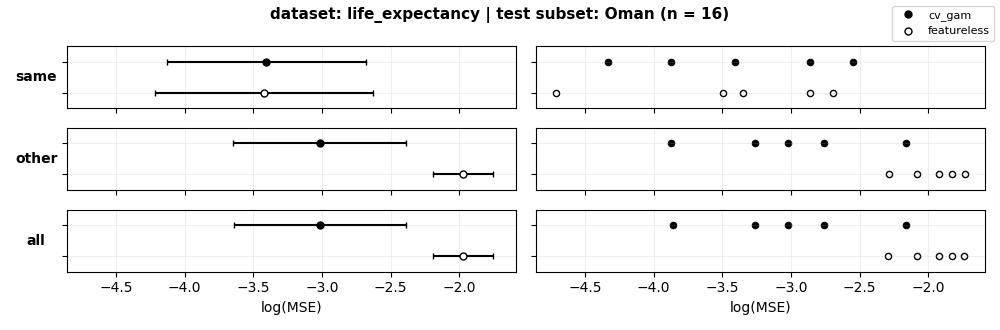 dataset: life_expectancy | test subset: Oman (n = 16)
cv_gam
featureless
same
other
all
−4.5 −4.0 −3.5 −3.0 −2.5 −2.0
−4.5 −4.0 −3.5 −3.0 −2.5 −2.0
log(MSE)
log(MSE)